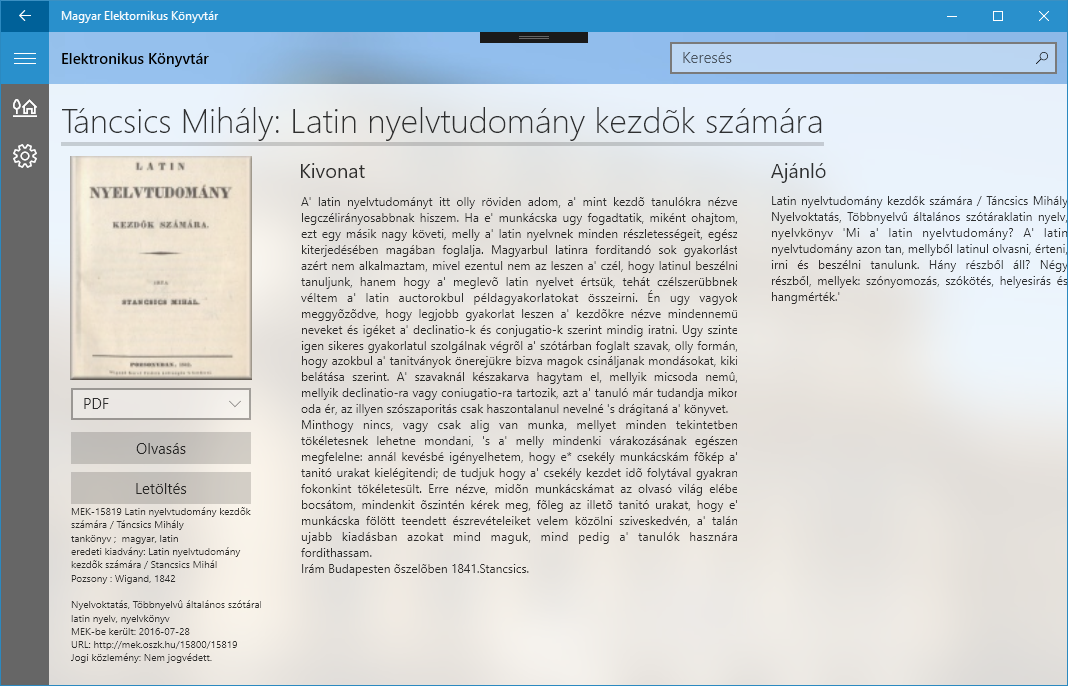 Magyar Elektornikus Könyvtár
Elektronikus Könyvtár
Keresés
Táncsics Mihály: Latin nyelvtudomány kezdõk számára
LATIN
NYELVTUDOMÁNY
KEZDŐK SZÁMÁRA.
STANCSICS MIHÁL.
PDF
Olvasás
Letöltés
MEK-15819 Latin nyelvtudomány kezdõk
számára / Táncsics Mihály
tankönyv ; magyar, latin
eredeti kiadvány: Latin nyelvtudomány
kezdõk számára / Stancsics Mihál
Pozsony : Wigand, 1842
Nyelvoktatás, Többnyelvû általános szótáral
latin nyelv, nyelvkönyv
MEK-be került: 2016-07-28
URL: http://mek.oszk.hu/15800/15819
Jogi közlemény: Nem jogvédett.
Kivonat
A' latin nyelvtudományt itt olly röviden adom, a' mint kezdõ tanulókra nézve
legczélirányosabbnak hiszem. Ha e' munkácska ugy fogadtatik, miként ohajtom,
ezt egy másik nagy követi, melly a' latin nyelvnek minden részletességeit, egész
kiterjedésében magában foglalja. Magyarbul latinra forditandó sok gyakorlást
azért nem alkalmaztam, mivel ezentul nem az leszen a' czél, hogy latinul beszélni
tanuljunk, hanem hogy a' meglevõ latin nyelvet értsük, tehát czélszerübbnek
véltem a' latin auctorokbul példagyakorlatokat összeirni. Én ugy vagyok
meggyõzõdve, hogy legjobb gyakorlat leszen a' kezdõkre nézve mindennemü
neveket és igéket a' declinatio-k és conjugatio-k szerint mindig iratni. Ugy szinte
igen sikeres gyakorlatul szolgálnak végrõl a' szótárban foglalt szavak, olly formán,
hogy azokbul a' tanitványok önerejükre bizva magok csináljanak mondásokat, kiki
belátása szerint. A' szavaknál készakarva hagytam el, mellyik micsoda nemû,
mellyik declinatio-ra vagy coniugatio-ra tartozik, azt a' tanuló már tudandja mikor
oda ér, az illyen szószaporitás csak haszontalanul nevelné 's drágitaná a' könyvet.
Minthogy nincs, vagy csak alig van munka, mellyet minden tekintetben
tökéletesnek lehetne mondani, 's a' melly mindenki várakozásának egészen
megfelelne: annál kevésbé igényelhetem, hogy e* csekély munkácskám fõkép a'
tanitó urakat kielégitendi; de tudjuk hogy a' csekély kezdet idõ folytával gyakran
fokonkint tökéletesült. Erre nézve, midõn munkácskámat az olvasó világ elébe
bocsátom, mindenkit õszintén kérek meg, fõleg az illetõ tanitó urakat, hogy e'
munkácska fölött teendett észrevételeiket velem közölni sziveskedvén, a' talán
ujabb kiadásban azokat mind maguk, mind pedig a' tanulók hasznára
fordithassam.
Irám Budapesten õszelõben 1841.Stancsics.
Ajánló
Latin nyelvtudomány kezdõk számára / Táncsics Mihály
Nyelvoktatás, Többnyelvû általános szótáraklatin nyelv,
nyelvkönyv 'Mi a' latin nyelvtudomány? A' latin
nyelvtudomány azon tan, mellybõl latinul olvasni, érteni,
irni és beszélni tanulunk. Hány részbõl áll? Négy
részbõl, mellyek: szónyomozás, szókötés, helyesirás és
hangmérték.'